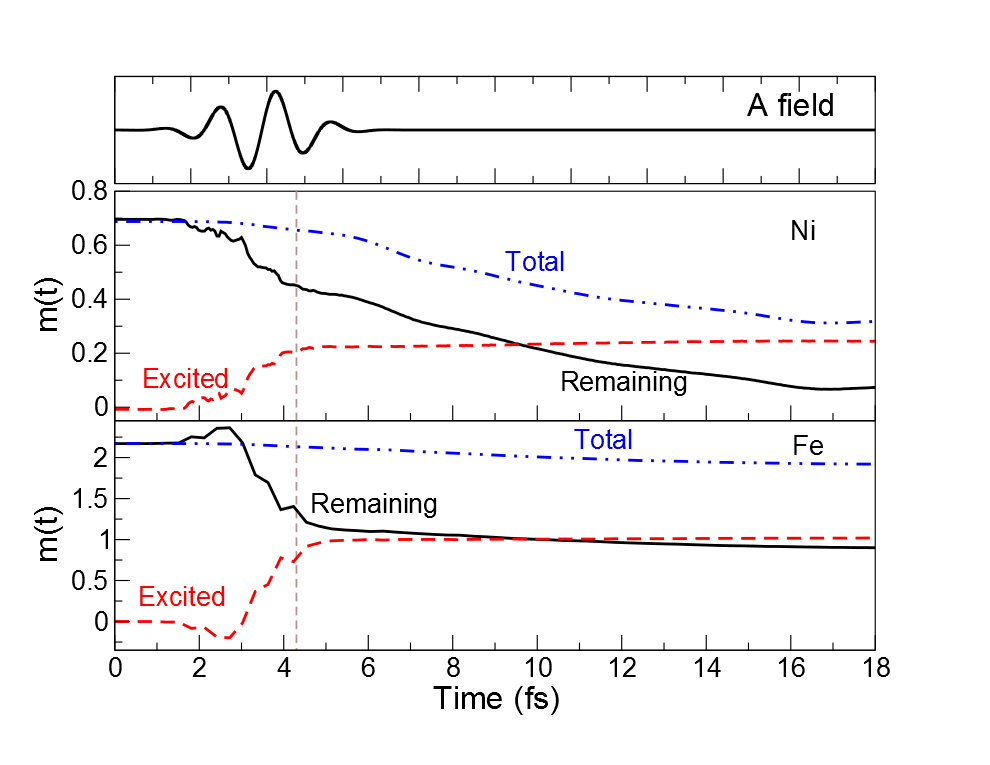 A field
0.8
Ni
0.6
Total
m(t)
0.4
0.2
Excited
Remaining
0
Total
Fe
2
Remaining
1.5
m(t)
1
0.5
Excited
0
0 2 4 6 8 10 12 14 16 18
Time (fs)